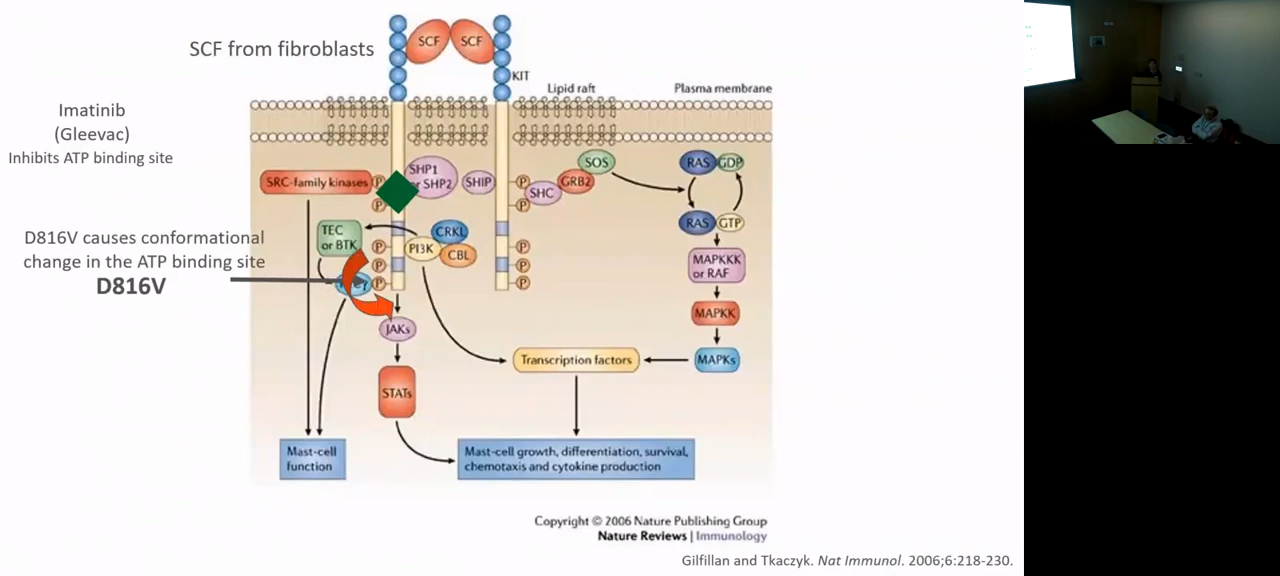 SCF from fibroblasts
SCF
SCF
KIT
Lipid raft
Plasma membrane
Imatinib
(Gleevac)
Inhibits ATP binding site
SRC-family kinases
P
P
SHP1
or SHP2
SHIP
P
P
SHC
GRB2
SOS
RAS
GDP
RAS
GTP
D816V causes conformational
change in the ATP binding site
D816V
TEC
or BTK
P
P
P
PI3K
CRKL
CBL
P
P
P
MAPKKK
or RAF
MAPKK
MAPKs
JAKs
STATs
Transcription factors
Mast-cell
function
Mast-cell growth, differentiation, survival,
chemotaxis and cytokine production
Copyright © 2006 Nature Publishing Group
Nature Reviews | Immunology
Gilfillan and Tkaczyk. Nat Immunol. 2006;6:218-230.